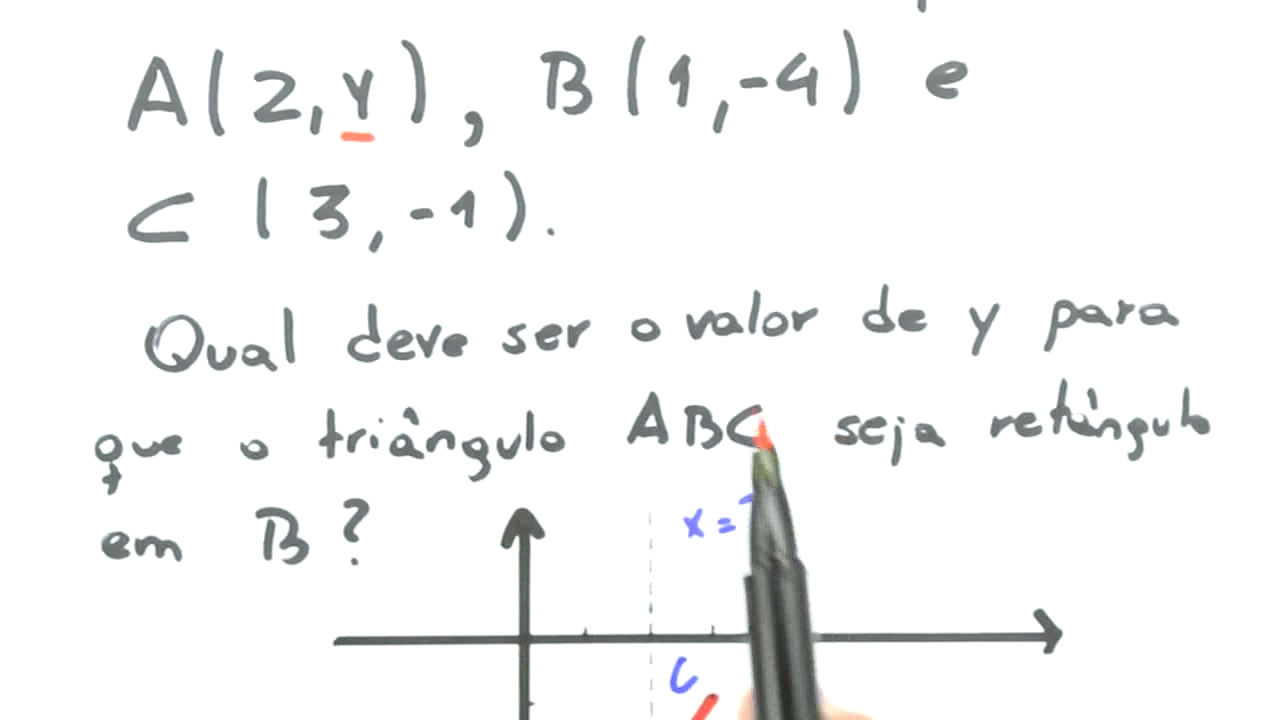 A(2,y), B(1,-4) e
C(3,-1).
Qual deve ser o valor de y para
que o triângulo ABC seja retângulo
em B?
x=
C